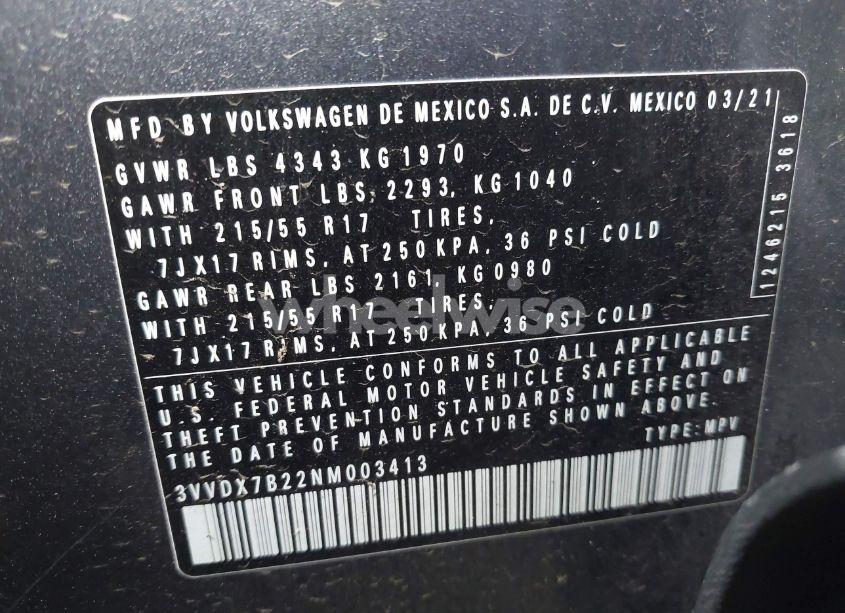 MFD BY VOLKSWAGEN DE MEXICO S.A. DE C.V. MEXICO 03/21
GVWR LBS 4343 KG 1970
GAWR FRONT LBS. 2293, KG 1040
WITH 215/55 R17 TIRES,
7JX17 RIMS, AT 250 KPA, 36 PSI COLD
GAWR REAR LBS 2161, KG 0980
WITH 215/55 R17 TIRES,
7JX17 RIMS, AT 250 KPA, 36 PSI COLD
1246215 3618
wheelwise
THIS VEHICLE CONFORMS TO ALL APPLICABLE
U.S. FEDERAL MOTOR VEHICLE SAFETY AND
THEFT PREVENTION STANDARDS IN EFFECT ON
THE DATE OF MANUFACTURE SHOWN ABOVE.
TYPE: MPV
3VVDX7B22NM003413